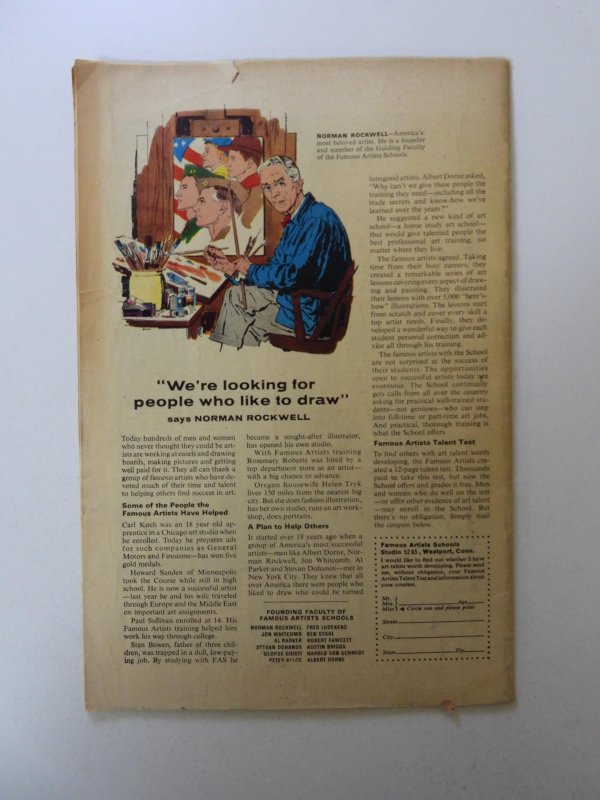 NORMAN ROCKWELL—America's
most beloved artist. He is a founder
and member of the Guiding Faculty
of the Famous Artists Schools.
"We're looking for
people who like to draw"
says NORMAN ROCKWELL
Today hundreds of men and women
who never thought they could be art-
ists are working at easels and drawing
boards, making pictures and getting
well paid for it. They all can thank a
group of famous artists who have de-
voted much of their time and talent
to helping others find success in art.
Some of the People the
Famous Artists Have Helped
Carl Koch was an 18 year old ap-
prentice in a Chicago art studio when
he enrolled. Today he prepares ads
for such companies as General
Motors and Firestone—has won five
gold medals.
Howard Sanden of Minneapolis
took the Course while still in high
school. He is now a successful artist
—last year he and his wife traveled
through Europe and the Middle East
on important art assignments.
Paul Sullivan enrolled at 14. His
Famous Artists training helped him
work his way through college.
Stan Bowen, father of three chil-
dren, was trapped in a dull, low-pay-
ing job. By studying with FAS he
became a sought-after illustrator,
has opened his own studio.
With Famous Artists training
Rosemary Roberts was hired by a
top department store as an artist—
with a big chance to advance.
Oregon housewife Helen Tryk
lives 150 miles from the nearest big
city. But she does fashion illustration,
has her own studio, runs an art work-
shop, does portraits.
A Plan to Help Others
It started over 18 years ago when a
group of America's most successful
artists—men like Albert Dorne, Nor-
man Rockwell, Jon Whitcomb, Al
Parker and Stevan Dohanos—met in
New York City. They knew that all
over America there were people who
liked to draw who could be turned
into good artists. Albert Dorne asked,
"Why can't we give these people the
training they need—including all the
trade secrets and know-how we've
learned over the years?"
He suggested a new kind of art
school—a home study art school—
that would give talented people the
best professional art training, no
matter where they live.
The famous artists agreed. Taking
time from their busy careers, they
created a remarkable series of art
lessons covering every aspect of draw-
ing and painting. They illustrated
their lessons with over 5,000 "here's-
how" illustrations. The lessons start
from scratch and cover every skill a
top artist needs. Finally, they de-
veloped a wonderful way to give each
student personal correction and ad-
vice all through his training.
The famous artists with the School
are not surprised at the success of
their students. The opportunities
open to successful artists today are
enormous. The School continually
gets calls from all over the country
asking for practical well-trained stu-
dents—not geniuses—who can step
into full-time or part-time art jobs.
And practical, thorough training is
what the School offers.
Famous Artists Talent Test
To find others with art talent worth
developing, the Famous Artists cre-
ated a 12-page talent test. Thousands
paid to take this test, but now the
School offers and grades it free. Men
and women who do well on the test
—or offer other evidence of art talent
—may enroll in the School. But
there's no obligation. Simply mail
the coupon below.
FOUNDING FACULTY OF
FAMOUS ARTISTS SCHOOLS
NORMAN ROCKWELL FRED LUDEKENS
JON WHITCOMB BEN STAHL
AL PARKER ROBERT FAWCETT
STEVAN DOHANOS AUSTIN BRIGGS
GEORGE GIUSTI HAROLD VON SCHMIDT
PETER HELCK ALBERT DORNE
Famous Artists Schools
Studio 5285, Westport, Conn.
I would like to find out whether I have
art talent worth developing. Please send
me, without obligation, your Famous
Artists Talent Test and information about
your courses.
Mr.
Mrs. Age
Miss Circle one and please print
Street
City
State Zip